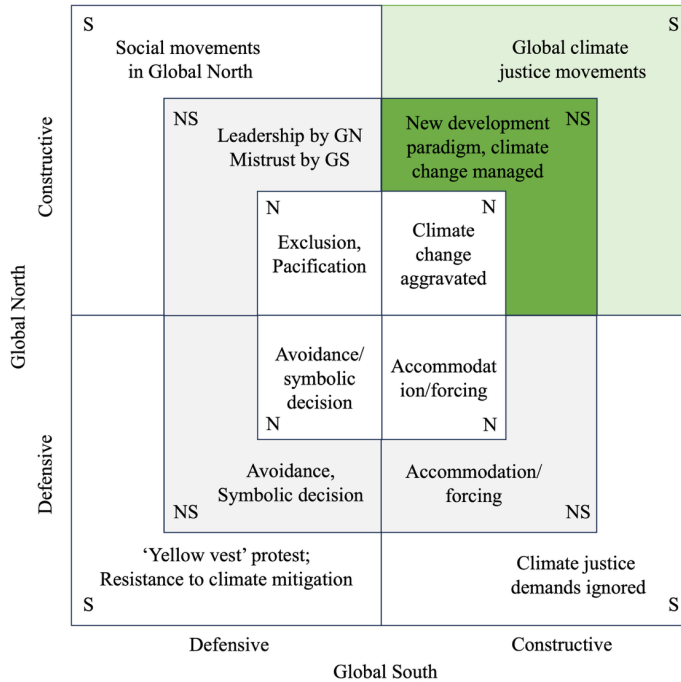 S
S
Social movements
in Global North
Global climate
justice movements
NS
Leadership by GN
Mistrust by GS
New development
paradigm, climate
change managed
NS
N
Exclusion,
Pacification
N
Climate
change
aggravated
Constructive
Global North
Defensive
Avoidance/
symbolic
decision
N
Accommodat
ion/forcing
N
Avoidance,
Symbolic decision
NS
Accommodation/
forcing
NS
‘Yellow vest’ protest;
Resistance to climate mitigation
S
Climate justice
demands ignored
S
Defensive
Constructive
Global South